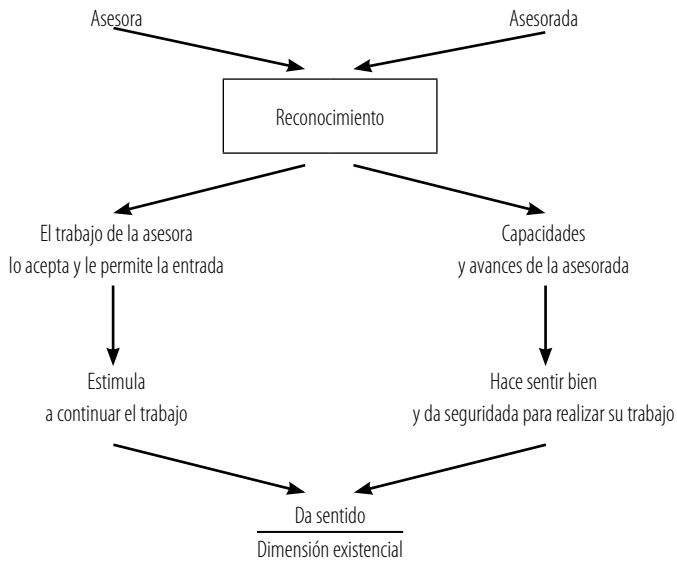 Asesora
Asesorada
Reconocimiento
El trabajo de la asesora
lo acepta y le permite la entrada
Capacidades
y avances de la asesorada
Estimula
a continuar el trabajo
Hace sentir bien
y da seguridada para realizar su trabajo
Da sentido
Dimensión existencial